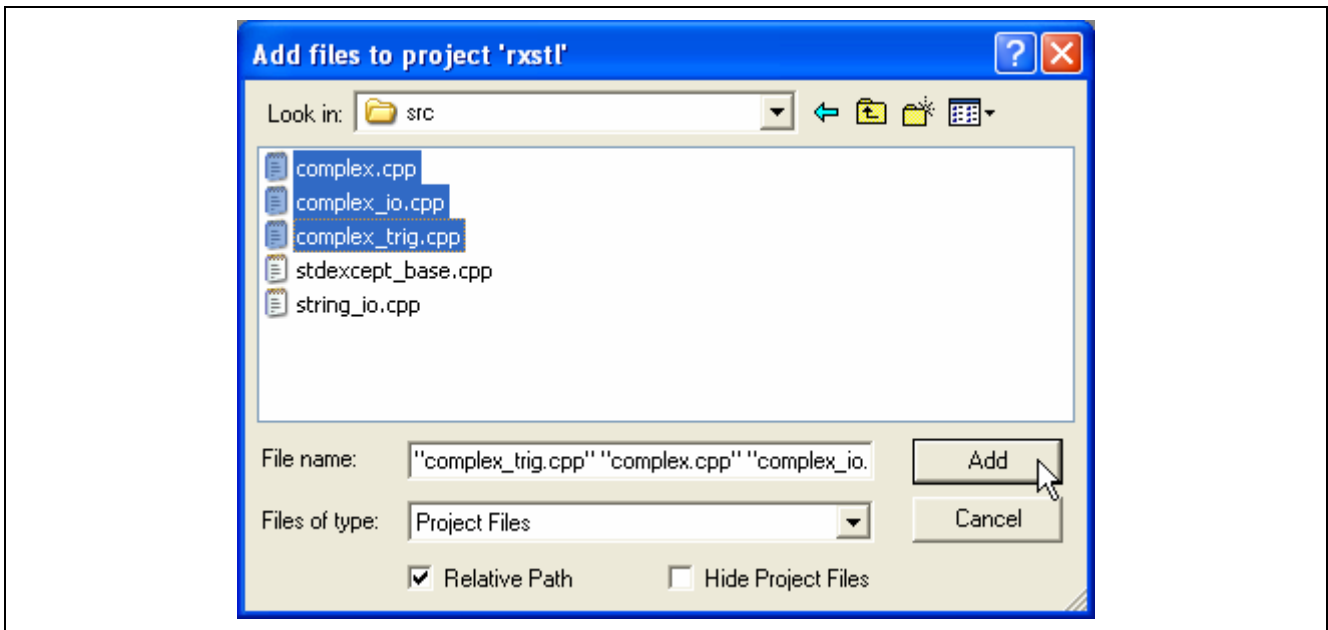 Add files to project 'rxstl'
Look in: src
complex.cpp
complex_io.cpp
complex_trig.cpp
stdexcept_base.cpp
string_io.cpp
File name: "complex_trig.cpp" "complex.cpp" "complex_io. Add
Files of type: Project Files Cancel
Relative Path Hide Project Files